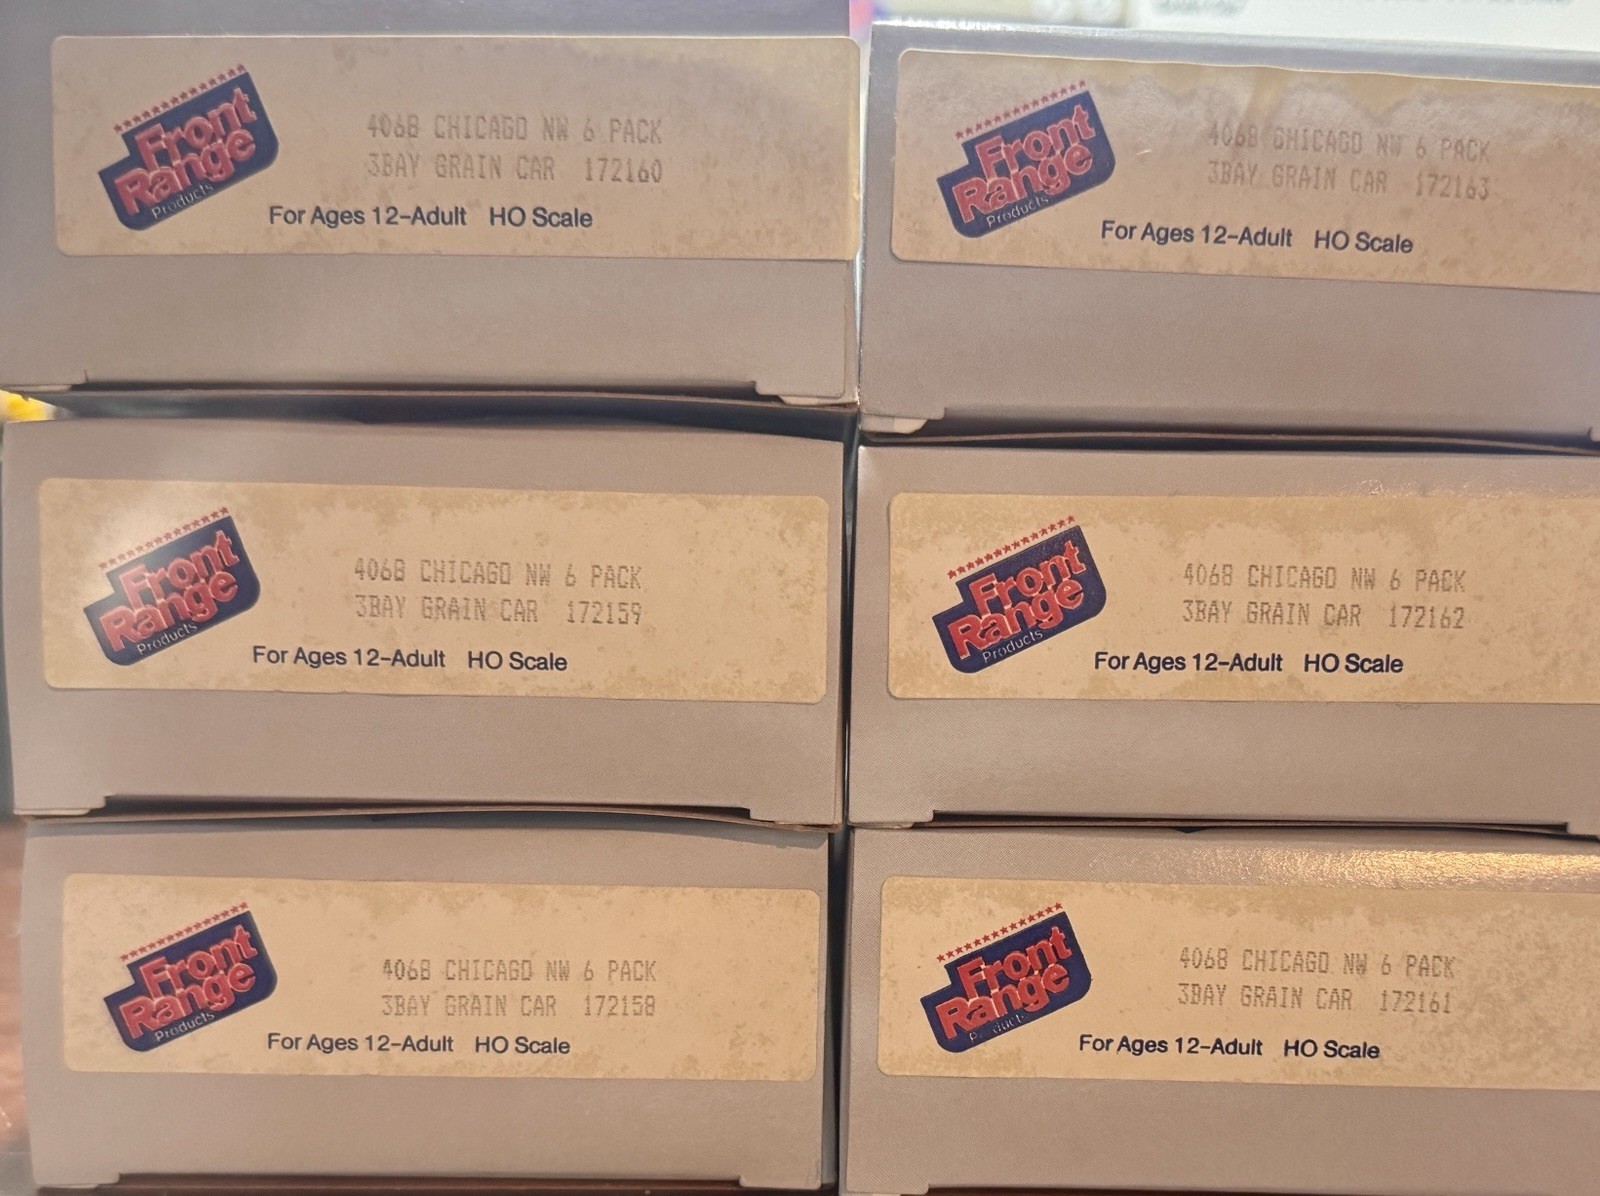 Front
Range
Products
4068 CHICAGO NW 6 PACK
3BAY GRAIN CAR 172160
For Ages 12-Adult HO Scale
Front
Range
Products
4068 CHICAGO NW 6 PACK
3BAY GRAIN CAR 172163
For Ages 12-Adult HO Scale
Front
Range
Products
4068 CHICAGO NW 6 PACK
3BAY GRAIN CAR 172159
For Ages 12-Adult HO Scale
Front
Range
Products
4068 CHICAGO NW 6 PACK
3BAY GRAIN CAR 172162
For Ages 12-Adult HO Scale
Front
Range
Products
4068 CHICAGO NW 6 PACK
3BAY GRAIN CAR 172158
For Ages 12-Adult HO Scale
Front
Range
Products
4068 CHICAGO NW 6 PACK
3BAY GRAIN CAR 172161
For Ages 12-Adult HO Scale